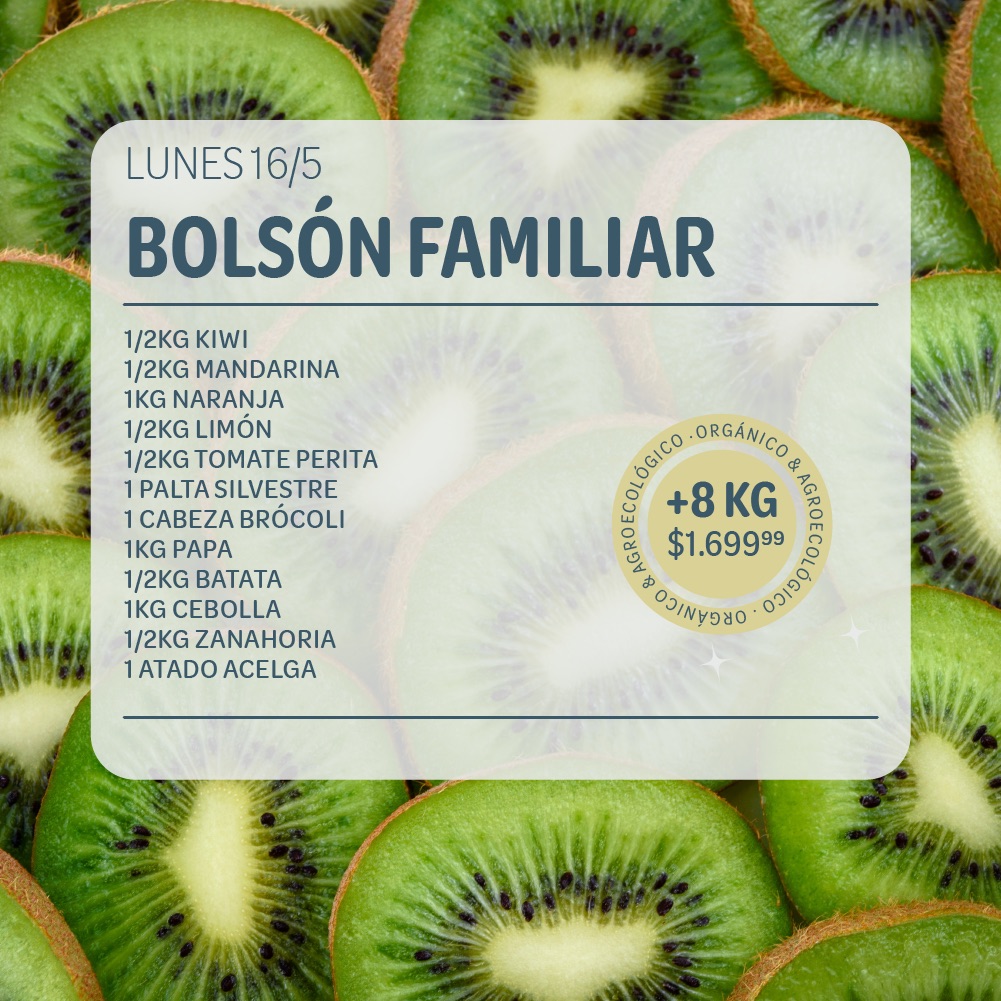 LUNES 16/5
BOLSÓN FAMILIAR
1/2KG KIWI
1/2KG MANDARINA
1KG NARANJA
1/2KG LIMÓN
1/2KG TOMATE PERITA
1 PALTA SILVESTRE
1 CABEZA BRÓCOLI
1KG PAPA
1/2KG BATATA
1KG CEBOLLA
1/2KG ZANAHORIA
1 ATADO ACELGA
ORGÁNICO & AGROECOLÓGICO · ORGÁNICO & AGROECOLÓGICO ·
+8 KG
$1.699⁹⁹